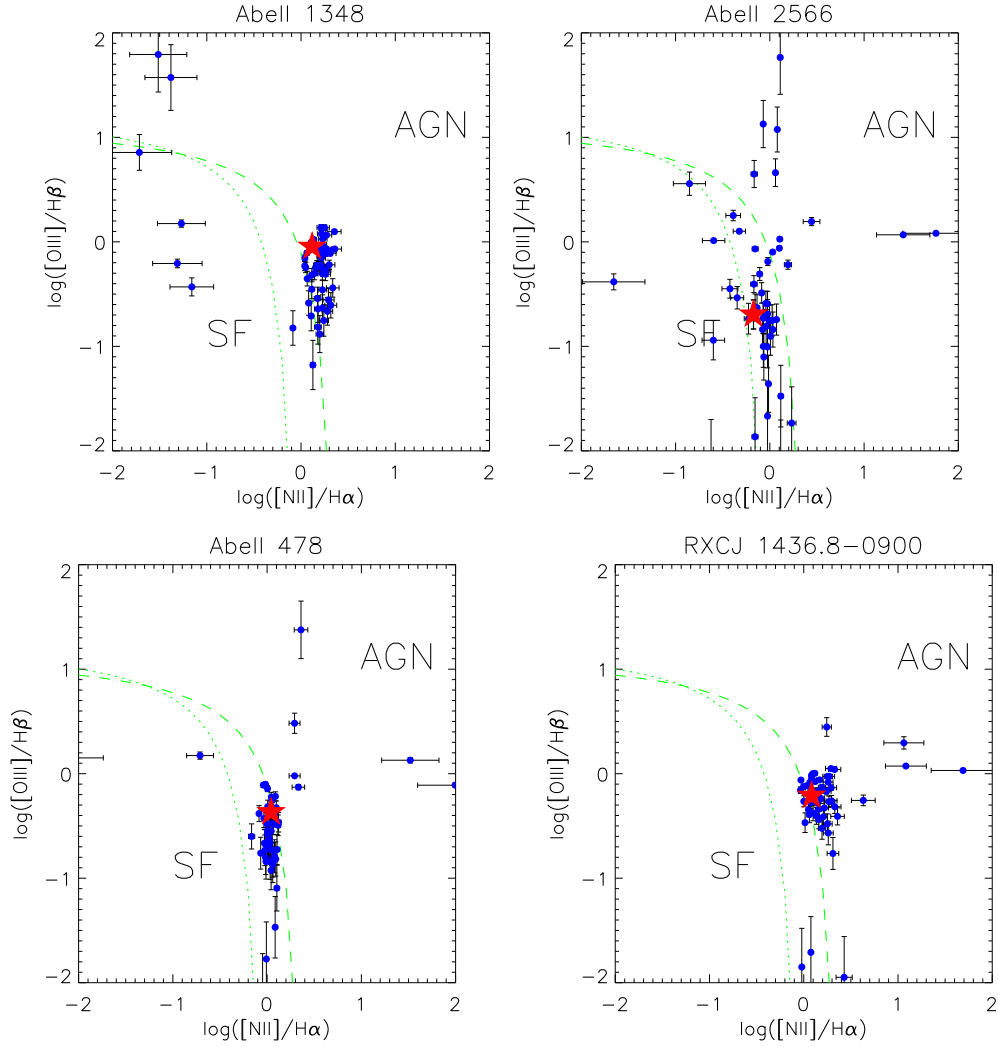 Abell 1348
2
1
0
−1
−2
log([OIII]/Hβ)
AGN
SF
−2
−1
0
1
2
log([NII]/Hα)
Abell 2566
2
1
0
−1
−2
log([OIII]/Hβ)
AGN
SF
−2
−1
0
1
2
log([NII]/Hα)
Abell 478
2
1
0
−1
−2
log([OIII]/Hβ)
AGN
SF
−2
−1
0
1
2
log([NII]/Hα)
RXCJ 1436.8−0900
2
1
0
−1
−2
log([OIII]/Hβ)
AGN
SF
−2
−1
0
1
2
log([NII]/Hα)